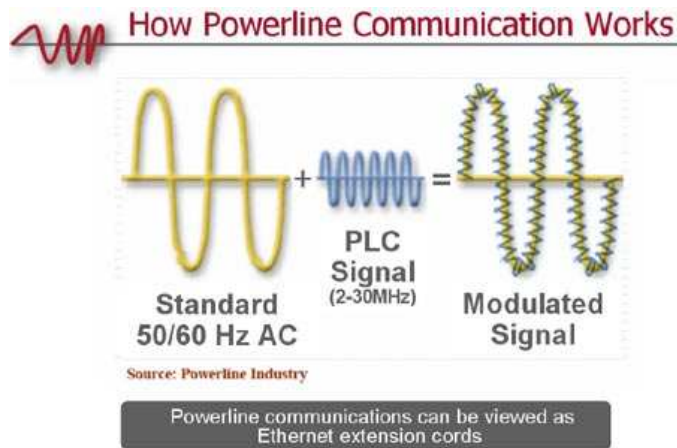 How Powerline Communication Works
+
=
PLC
Signal
(2-30MHz)
Standard
50/60 Hz AC
Modulated
Signal
Source: Powerline Industry
Powerline communications can be viewed as
Ethernet extension cords